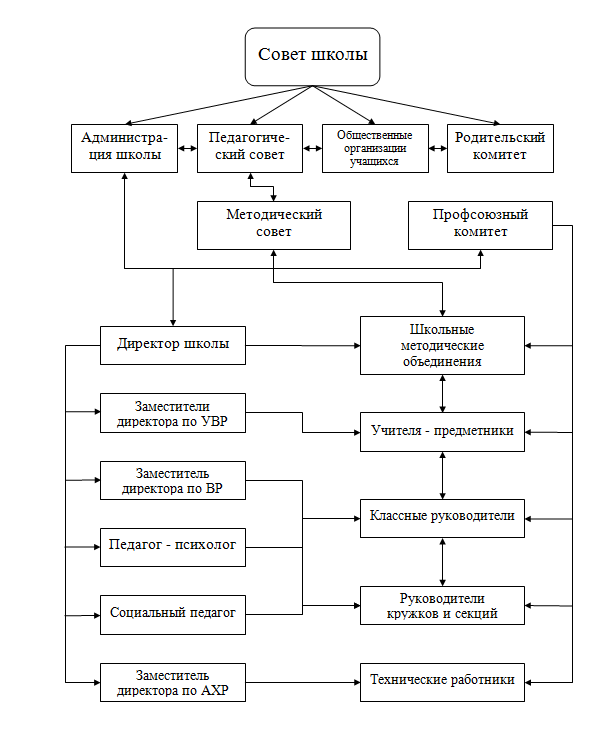 Совет школы
Администра-
ция школы
Педагогиче-
ский совет
Общественные
организации
учащихся
Родительский
комитет
Методический
совет
Профсоюзный
комитет
Директор школы
Школьные
методические
объединения
Заместители
директора по УВР
Учителя - предметники
Заместитель
директора по ВР
Классные руководители
Педагог - психолог
Социальный педагог
Руководители
кружков и секций
Заместитель
директора по АХР
Технические работники